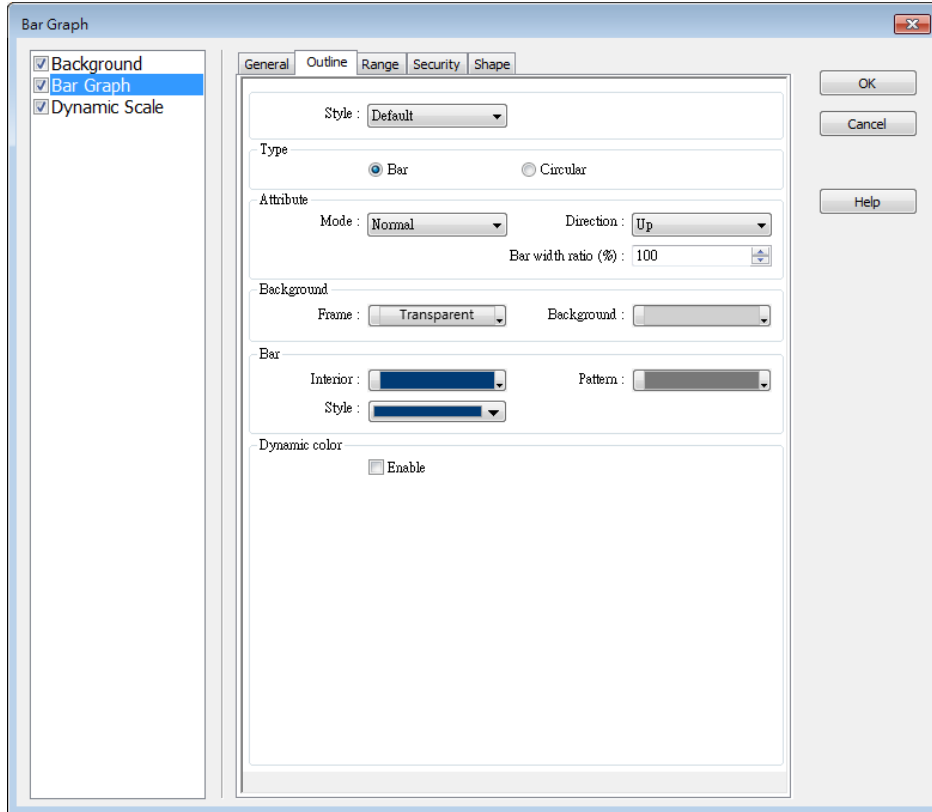 Bar Graph
Background
Bar Graph
Dynamic Scale
General Outline Range Security Shape
Style : Default
Type
Bar Circular
Attribute
Mode : Normal Direction : Up
Bar width ratio (%) : 100
Background
Frame : Transparent Background :
Bar
Interior : Pattern :
Style :
Dynamic color
Enable
OK
Cancel
Help